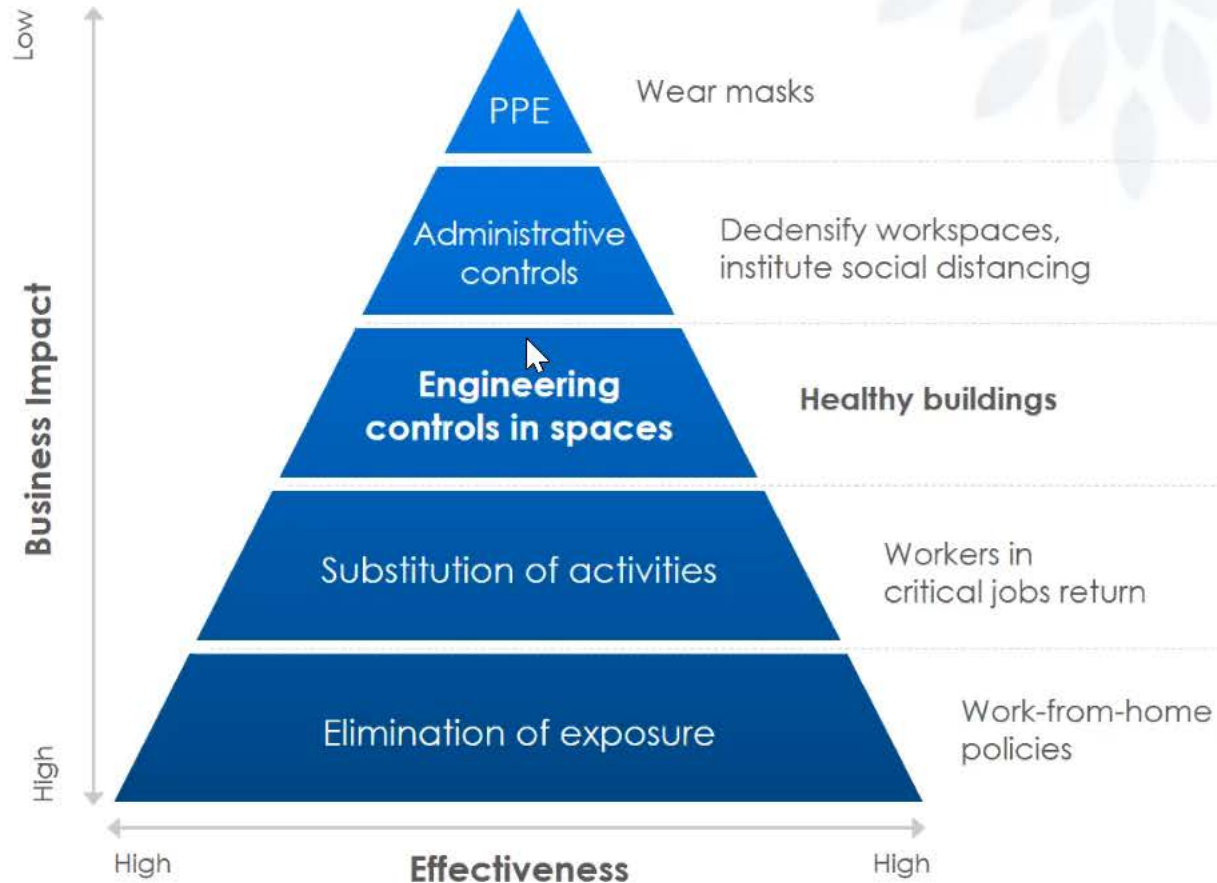 Low
PPE
Wear masks
Administrative
controls
Dedensify workspaces,
institute social distancing
Business Impact
Engineering
controls in spaces
Healthy buildings
Substitution of activities
Workers in
critical jobs return
Elimination of exposure
Work-from-home
policies
High
High
Effectiveness
High